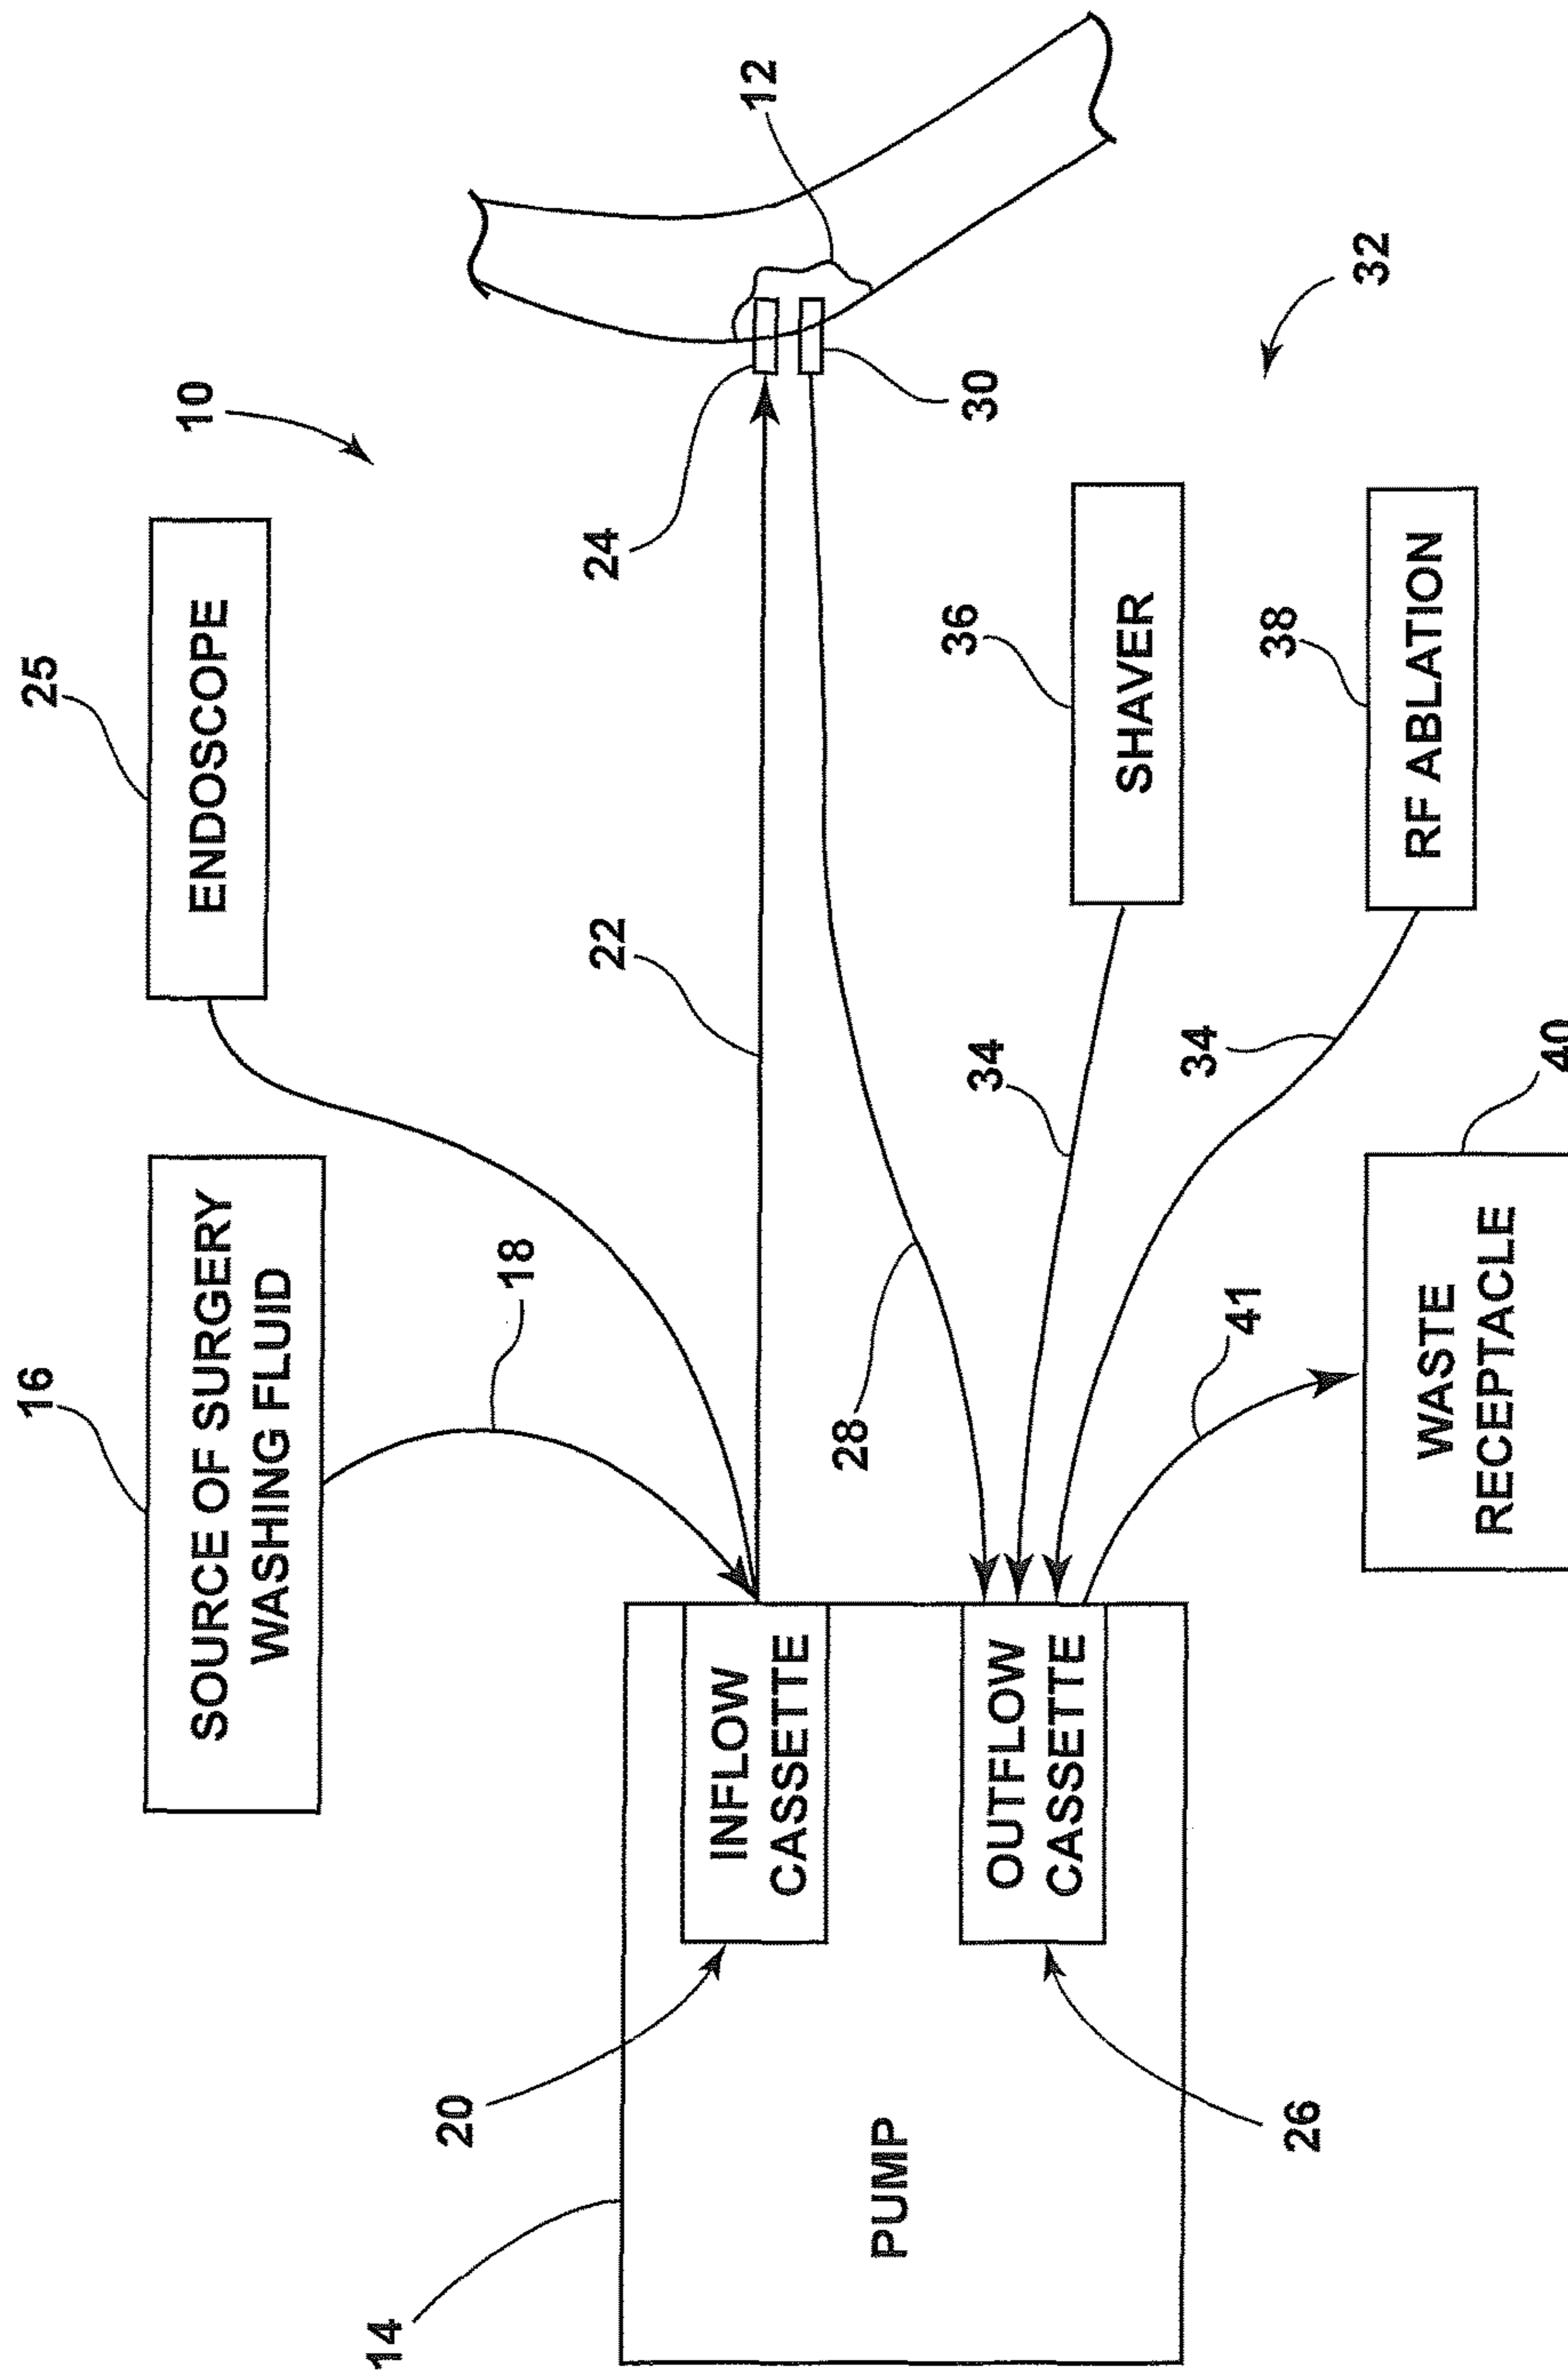 16
25
SOURCE OF SURGERY
WASHING FLUID
ENDOSCOPE
10
14
20
18
22
24
12
INFLOW
CASSETTE
28
PUMP
36
34
30
OUTFLOW
CASSETTE
SHAVER
34
41
38
26
32
RF ABLATION
WASTE
RECEPTACLE
40